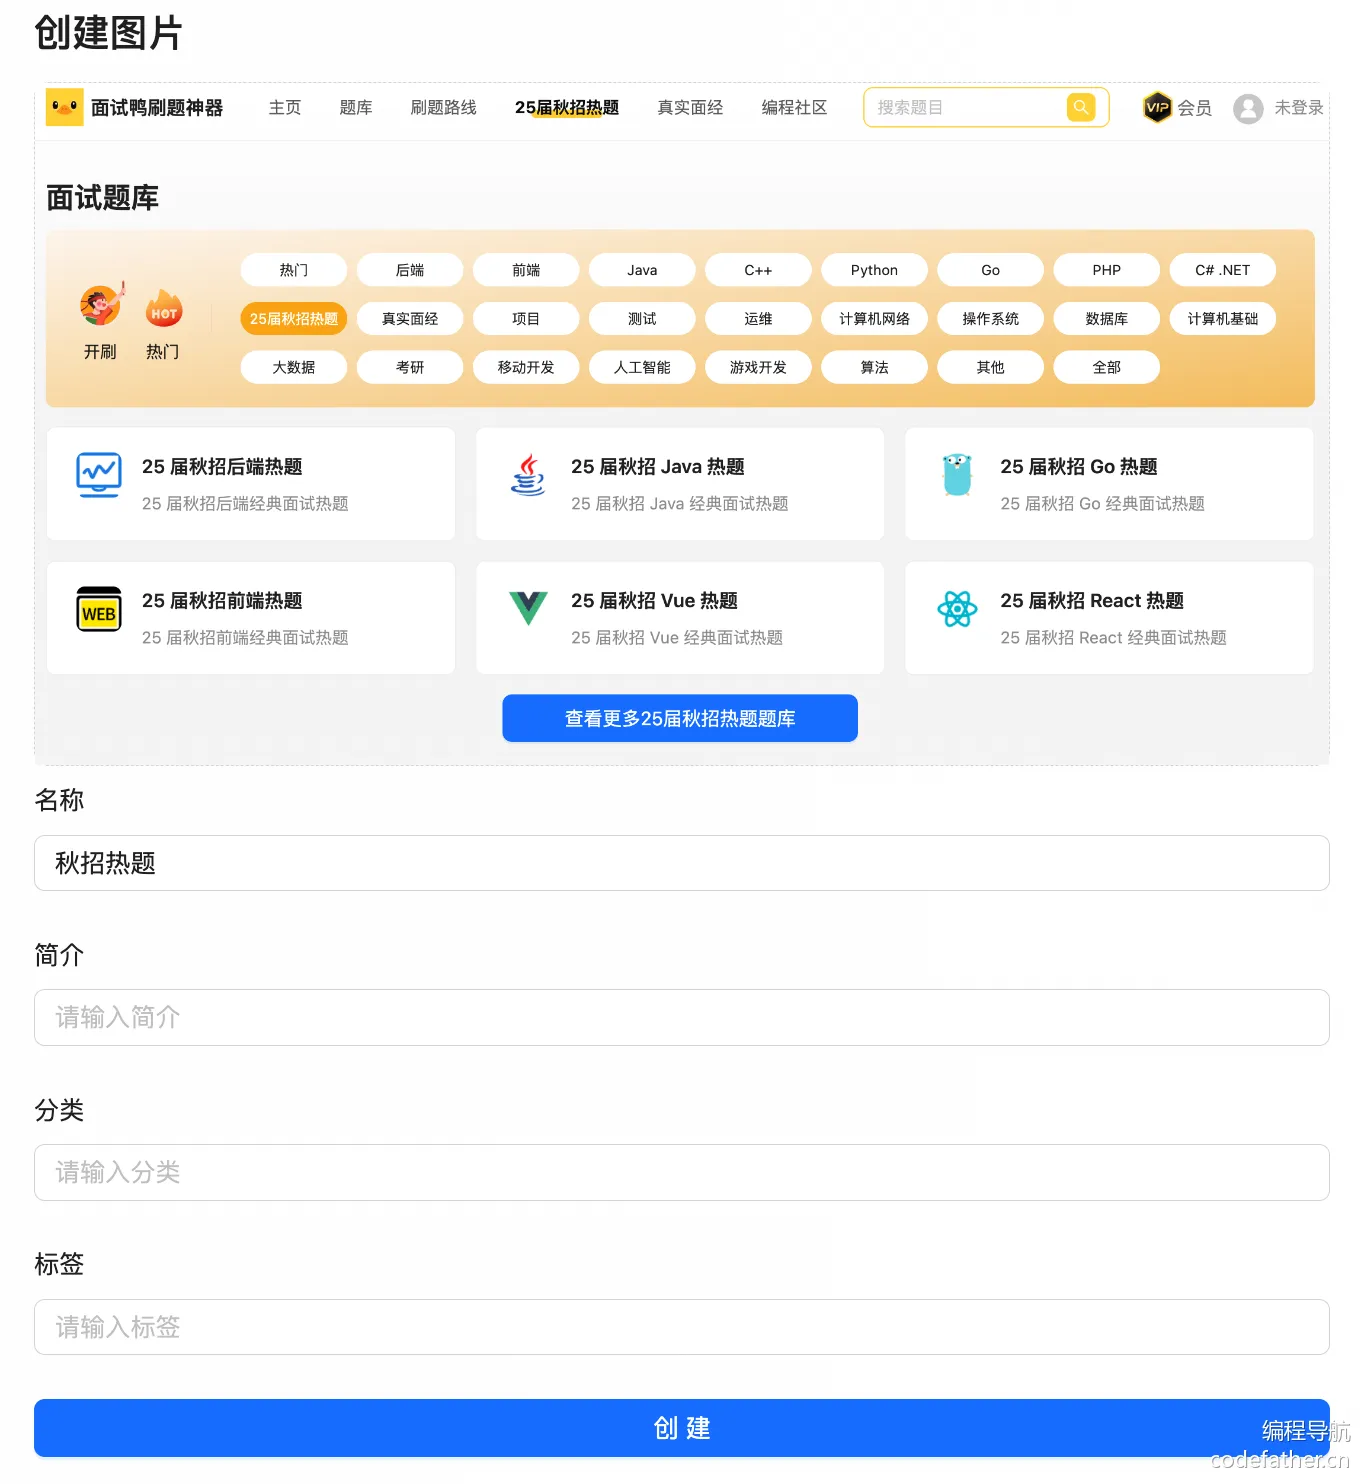 创建图片
面试鸭刷题神器 主页 题库 刷题路线 25届秋招热题 真实面经 编程社区 搜索题目 VIP 会员 未登录
面试题库
热门 后端 前端 Java C++ Python Go PHP C# .NET
HOT
25届秋招热题 真实面经 项目 测试 运维 计算机网络 操作系统 数据库 计算机基础
开刷 热门
大数据 考研 移动开发 人工智能 游戏开发 算法 其他 全部
25 届秋招后端热题 25 届秋招 Java 热题 25 届秋招 Go 热题
25 届秋招后端经典面试热题 25 届秋招 Java 经典面试热题 25 届秋招 Go 经典面试热题
25 届秋招前端热题 25 届秋招 Vue 热题 25 届秋招 React 热题
WEB
25 届秋招前端经典面试热题 25 届秋招 Vue 经典面试热题 25 届秋招 React 经典面试热题
查看更多25届秋招热题题库
名称
秋招热题
简介
请输入简介
分类
请输入分类
标签
请输入标签
创 建
编程导航
codefather.cn